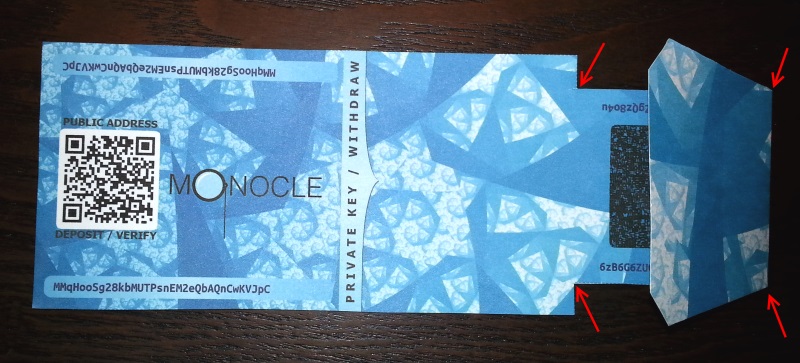 MMqHooSg28kbMUTPsnEM2eQbAQnCwKVJpC
PUBLIC ADDRESS
MONOCLE
DEPOSIT / VERIFY
MMqHooSg28kbMUTPsnEM2eQbAQnCwKVJpC
PRIVATE KEY / WITHDRAW